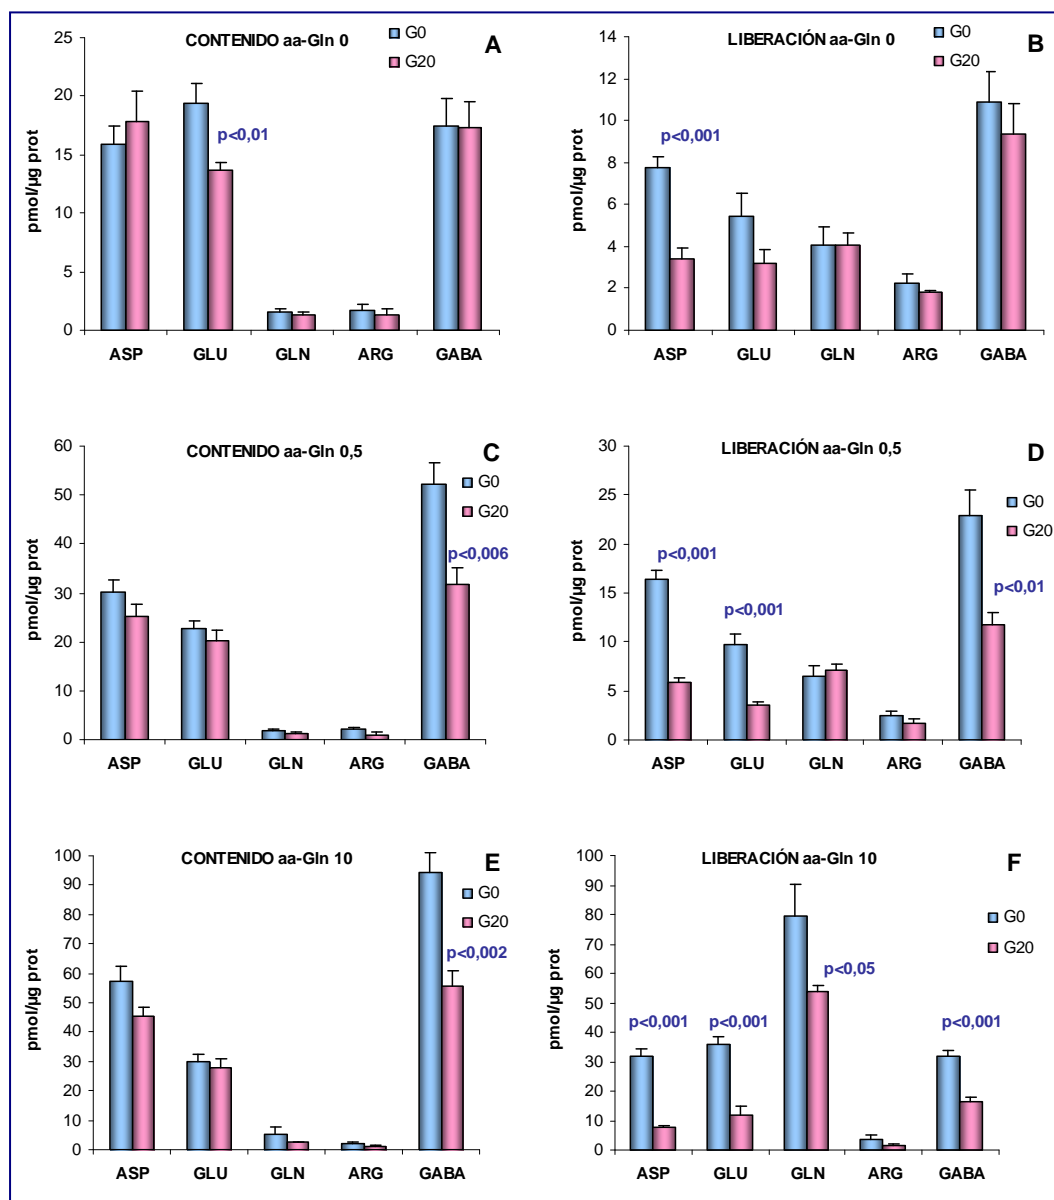 CONTENIDO aa-Gln 0
A
G0
G20
pmol/µg prot
25
20
15
10
5
0
p<0,01
ASP GLU GLN ARG GABA
LIBERACIÓN aa-Gln 0
B
G0
G20
pmol/µg prot
14
12
10
8
6
4
2
0
p<0,001
ASP GLU GLN ARG GABA
CONTENIDO aa-Gln 0,5
C
G0
G20
pmol/µg prot
60
50
40
30
20
10
0
p<0,006
ASP GLU GLN ARG GABA
LIBERACIÓN aa-Gln 0,5
D
G0
G20
pmol/µg prot
30
25
20
15
10
5
0
p<0,001
p<0,001
p<0,01
ASP GLU GLN ARG GABA
CONTENIDO aa-Gln 10
E
G0
G20
pmol/µg prot
100
90
80
70
60
50
40
30
20
10
0
p<0,002
ASP GLU GLN ARG GABA
LIBERACIÓN aa-Gln 10
F
G0
G20
pmol/µg prot
100
90
80
70
60
50
40
30
20
10
0
p<0,001
p<0,001
p<0,05
p<0,001
ASP GLU GLN ARG GABA